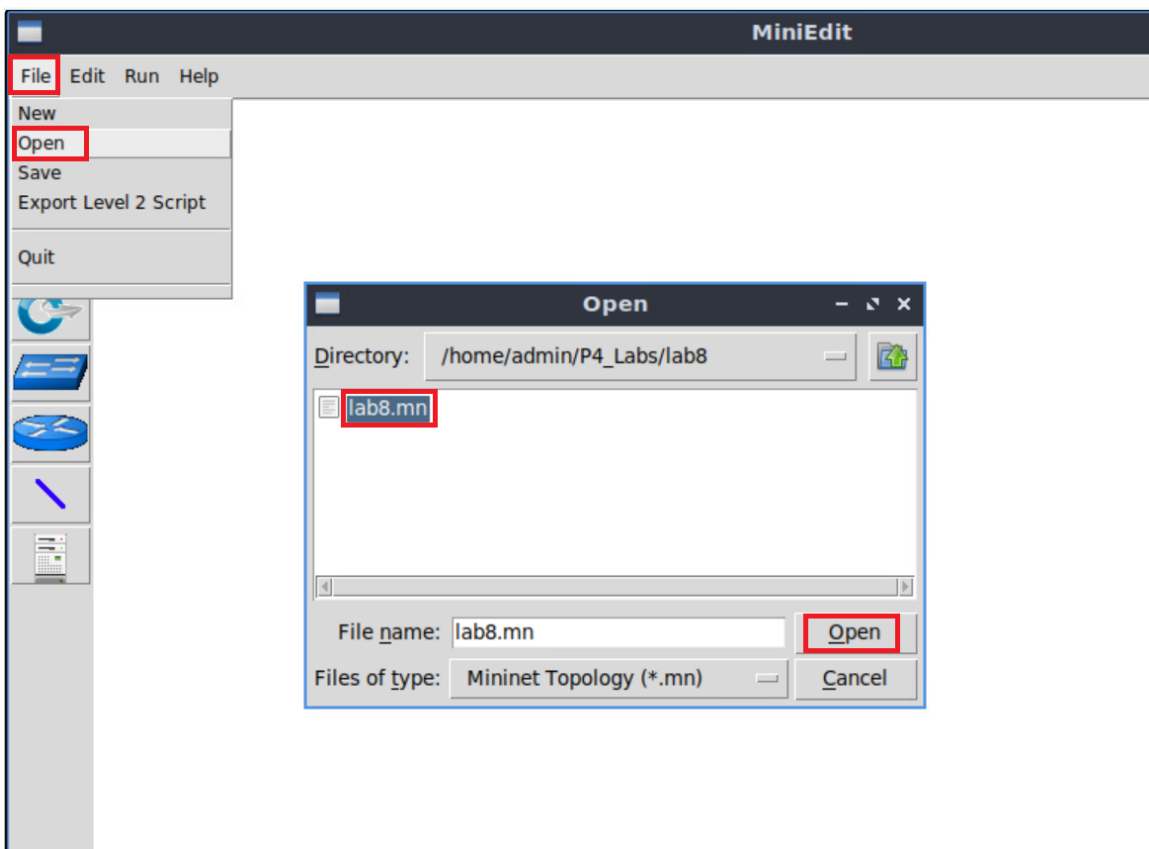 MiniEdit
File Edit Run Help
New
Open
Save
Export Level 2 Script
Quit
Open
Directory: /home/admin/P4_Labs/lab8
lab8.mn
File name: lab8.mn Open
Files of type: Mininet Topology (*.mn) Cancel